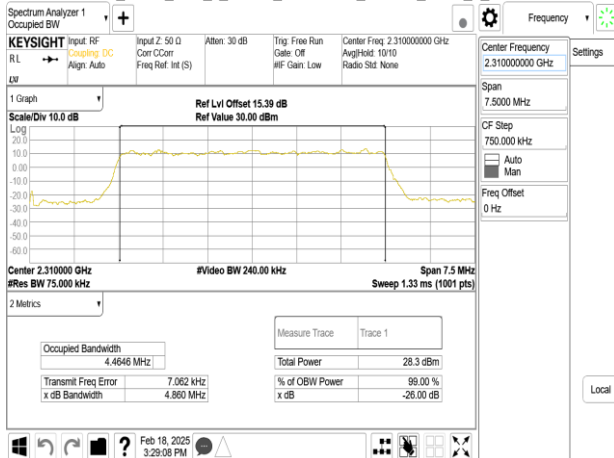 Spectrum Analyzer 1
Occupied BW
+
Frequency
KEYSIGHT Input: RF Input Z: 50 Ω Atten: 30 dB Trig: Free Run Center Freq: 2.310000000 GHz
RL Coupling: DC Corr CCorr Gate: Off Avg|Hold: 10/10
Align: Auto Freq Ref: Int (S) #IF Gain: Low Radio Std: None
LXI
Center Frequency
2.310000000 GHz
Settings
Span
7.5000 MHz
CF Step
750.000 kHz
Auto
Man
Freq Offset
0 Hz
Local
1 Graph
Ref Lvl Offset 15.39 dB
Scale/Div 10.0 dB Ref Value 30.00 dBm
Log
20.0
10.0
0.00
-10.0
-20.0
-30.0
-40.0
-50.0
-60.0
Center 2.310000 GHz #Video BW 240.00 kHz Span 7.5 MHz
#Res BW 75.000 kHz Sweep 1.33 ms (1001 pts)
2 Metrics
Measure Trace Trace 1
Occupied Bandwidth
4.4646 MHz Total Power 28.3 dBm
Transmit Freq Error 7.062 kHz % of OBW Power 99.00 %
x dB Bandwidth 4.860 MHz x dB -26.00 dB
? Feb 18, 2025
3:29:08 PM